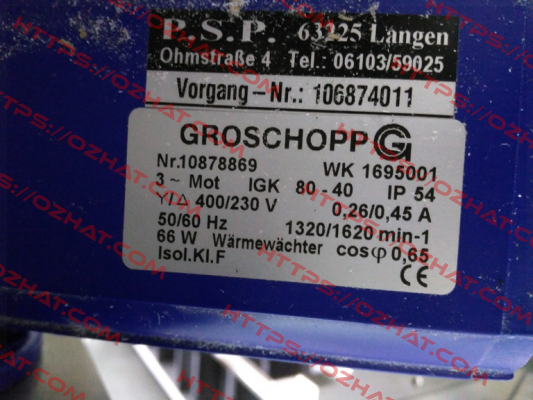 P.S.P. 63225 Langen
Ohmstraße 4 Tel.: 06103/59025
Vorgang-Nr.: 106874011
GROSCHOPP G
Nr.10878869 WK 1695001
3 ~ Mot IGK 80-40 IP 54
Y/△ 400/230 V 0,26/0,45 A
50/60 Hz 1320/1620 min-1
66 W Wärmewächter cosφ 0,65
Isol.Kl.F CE
HTTPS://OZHAT.COM